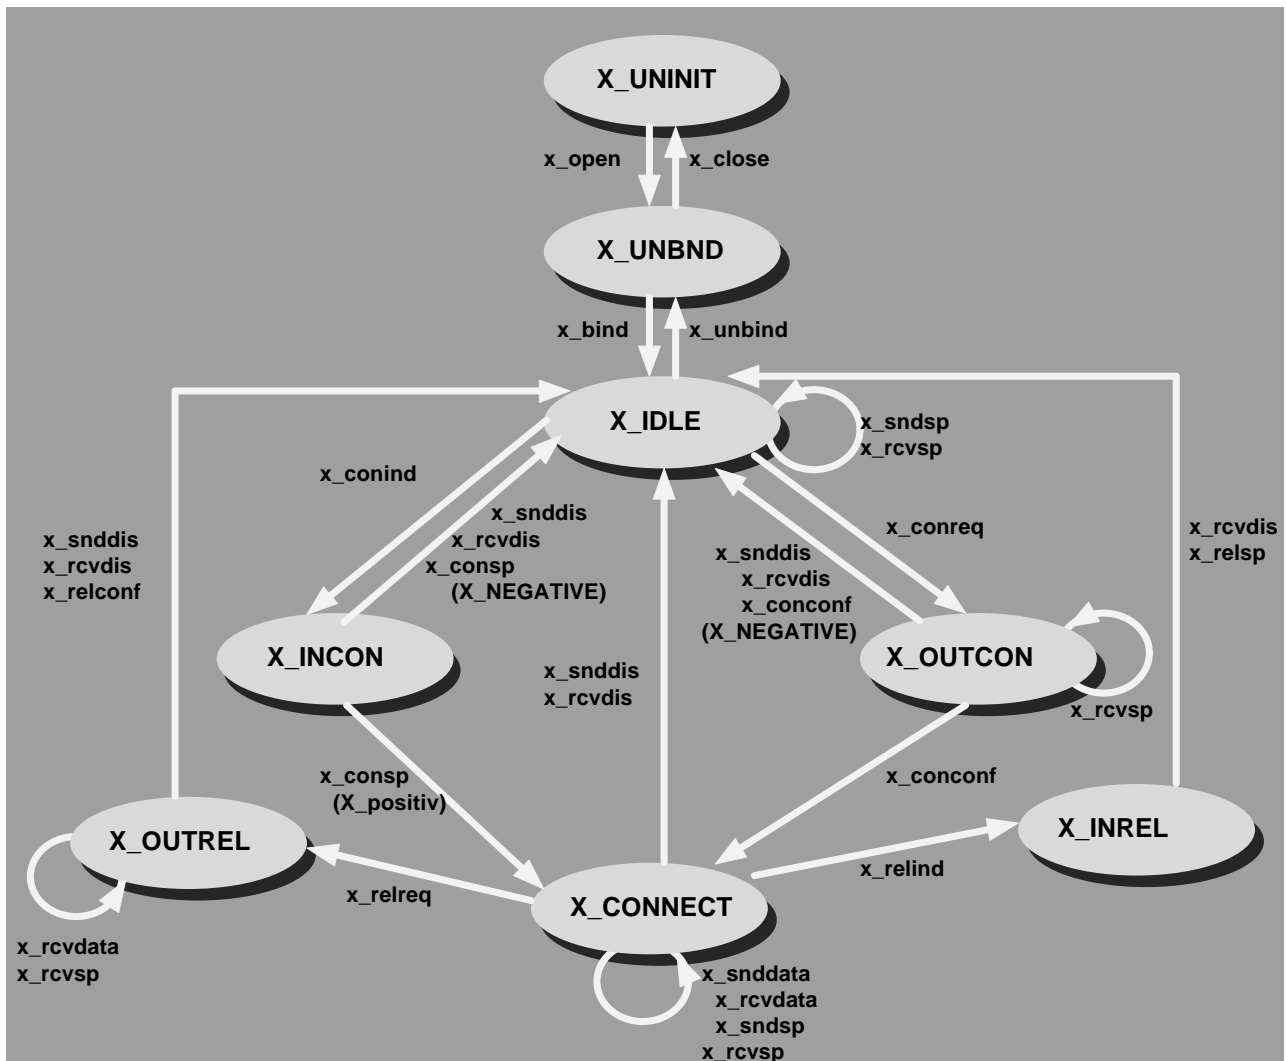 X_UNINIT
x_open
x_close
X_UNBND
x_bind
x_unbind
X_IDLE
x_sndsp
x_rcvsp
x_conind
x_snddis
x_rcvdis
x_consp
(X_NEGATIVE)
x_conreq
x_snddis
x_rcvdis
x_conconf
(X_NEGATIVE)
x_snddis
x_rcvdis
x_relconf
x_rcvdis
x_relsp
X_INCON
X_OUTCON
x_rcvsp
x_snddis
x_rcvdis
x_consp
(X_positiv)
x_conconf
X_OUTREL
X_INREL
x_relreq
x_relind
X_CONNECT
x_rcvdata
x_rcvsp
x_snddata
x_rcvdata
x_sndsp
x_rcvsp